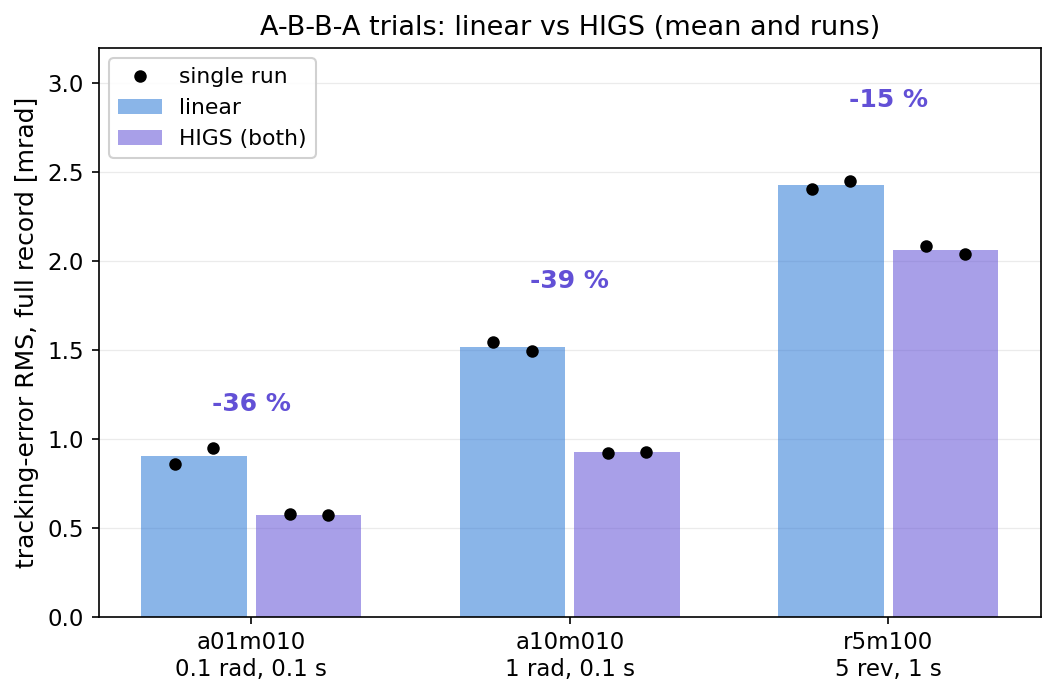 A-B-B-A trials: linear vs HIGS (mean and runs)
tracking-error RMS, full record [mrad]
3.0
2.5
2.0
1.5
1.0
0.5
0.0
single run
linear
HIGS (both)
-36 %
-39 %
-15 %
a01m010
0.1 rad, 0.1 s
a10m010
1 rad, 0.1 s
r5m100
5 rev, 1 s